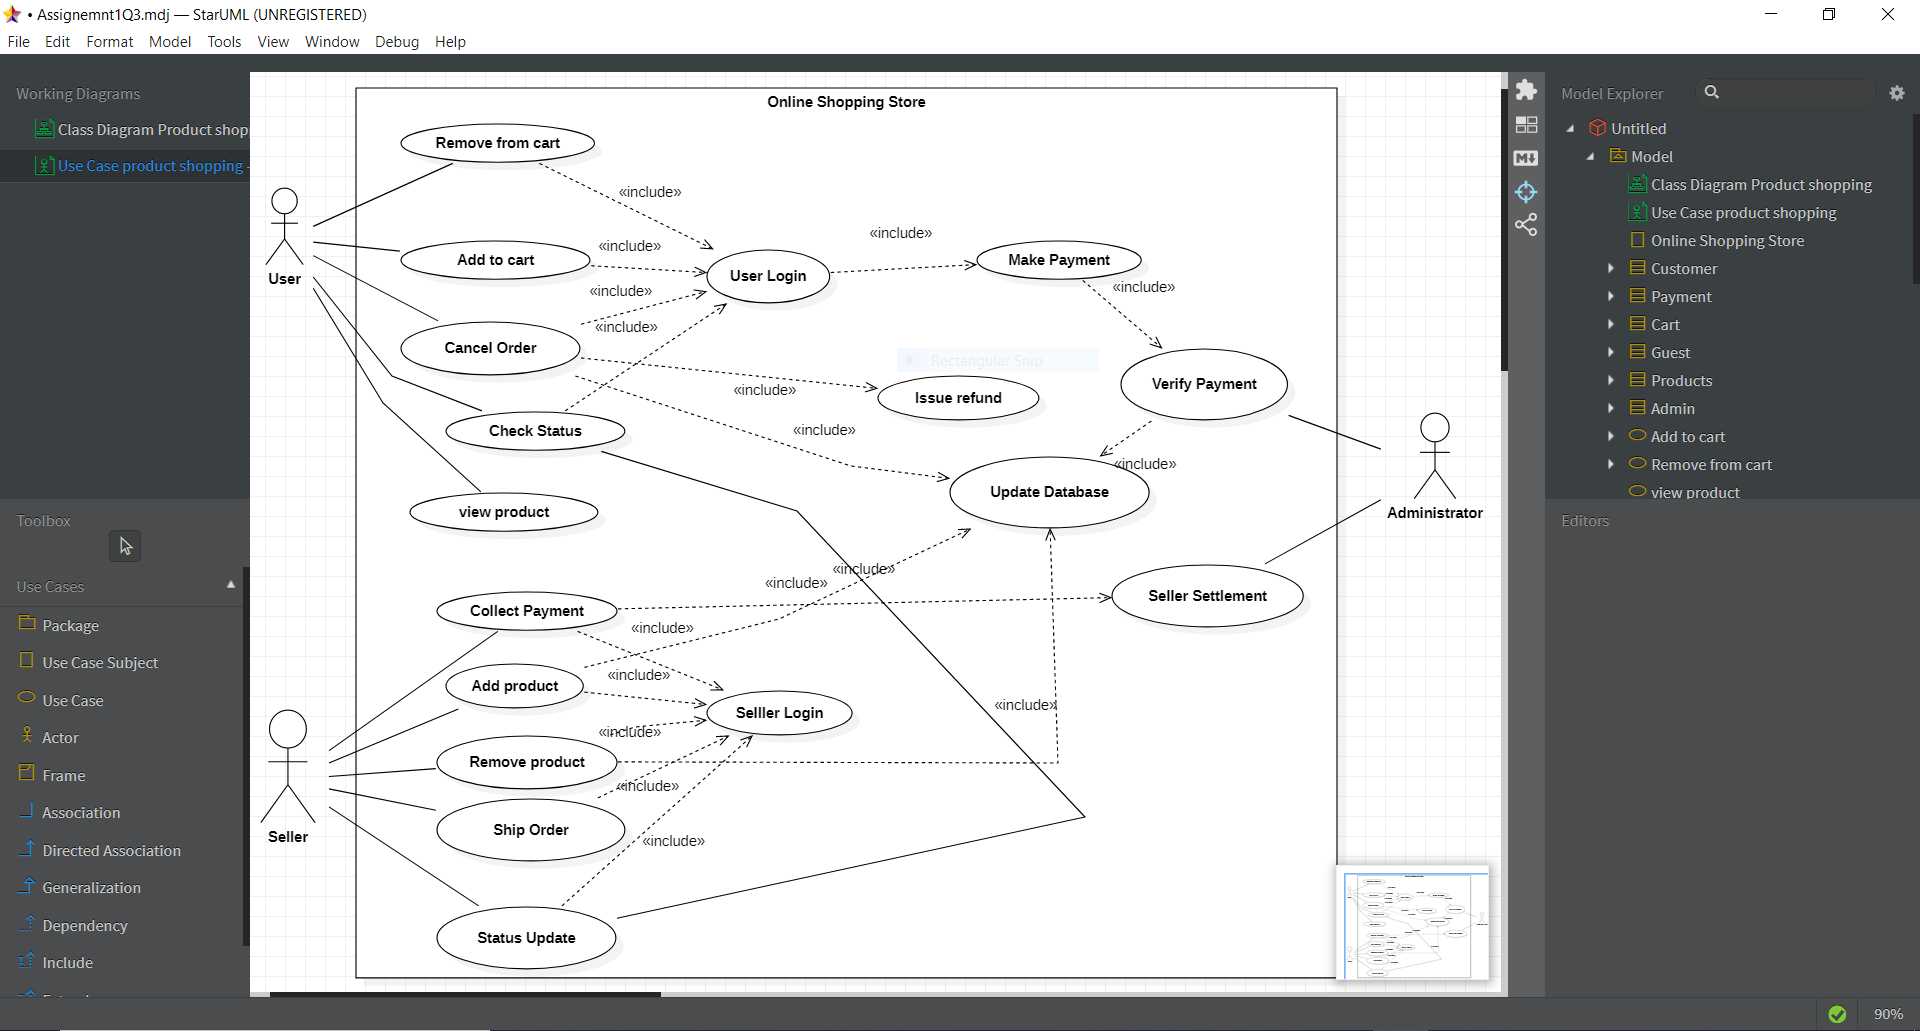 • Assignemnt1Q3.mdj — StarUML (UNREGISTERED)
File Edit Format Model Tools View Window Debug Help
Working Diagrams
Class Diagram Product shop
Use Case product shopping
Toolbox
Use Cases
Package
Use Case Subject
Use Case
Actor
Frame
Association
Directed Association
Generalization
Dependency
Include
Online Shopping Store
Remove from cart
«include»
«include»
Add to cart
«include»
User Login
Make Payment
User
«include»
«include»
«include»
Cancel Order
Rectangular Snip
Verify Payment
«include»
Issue refund
Check Status
«include»
«include»
Update Database
view product
Administrator
«include»
«include»
Collect Payment
Seller Settlement
«include»
«include»
Add product
«include»
Selller Login
«include»
Remove product
«include»
Ship Order
Seller
«include»
Status Update
Model Explorer
Untitled
Model
Class Diagram Product shopping
Use Case product shopping
Online Shopping Store
Customer
Payment
Cart
Guest
Products
Admin
Add to cart
Remove from cart
view product
Editors
90%